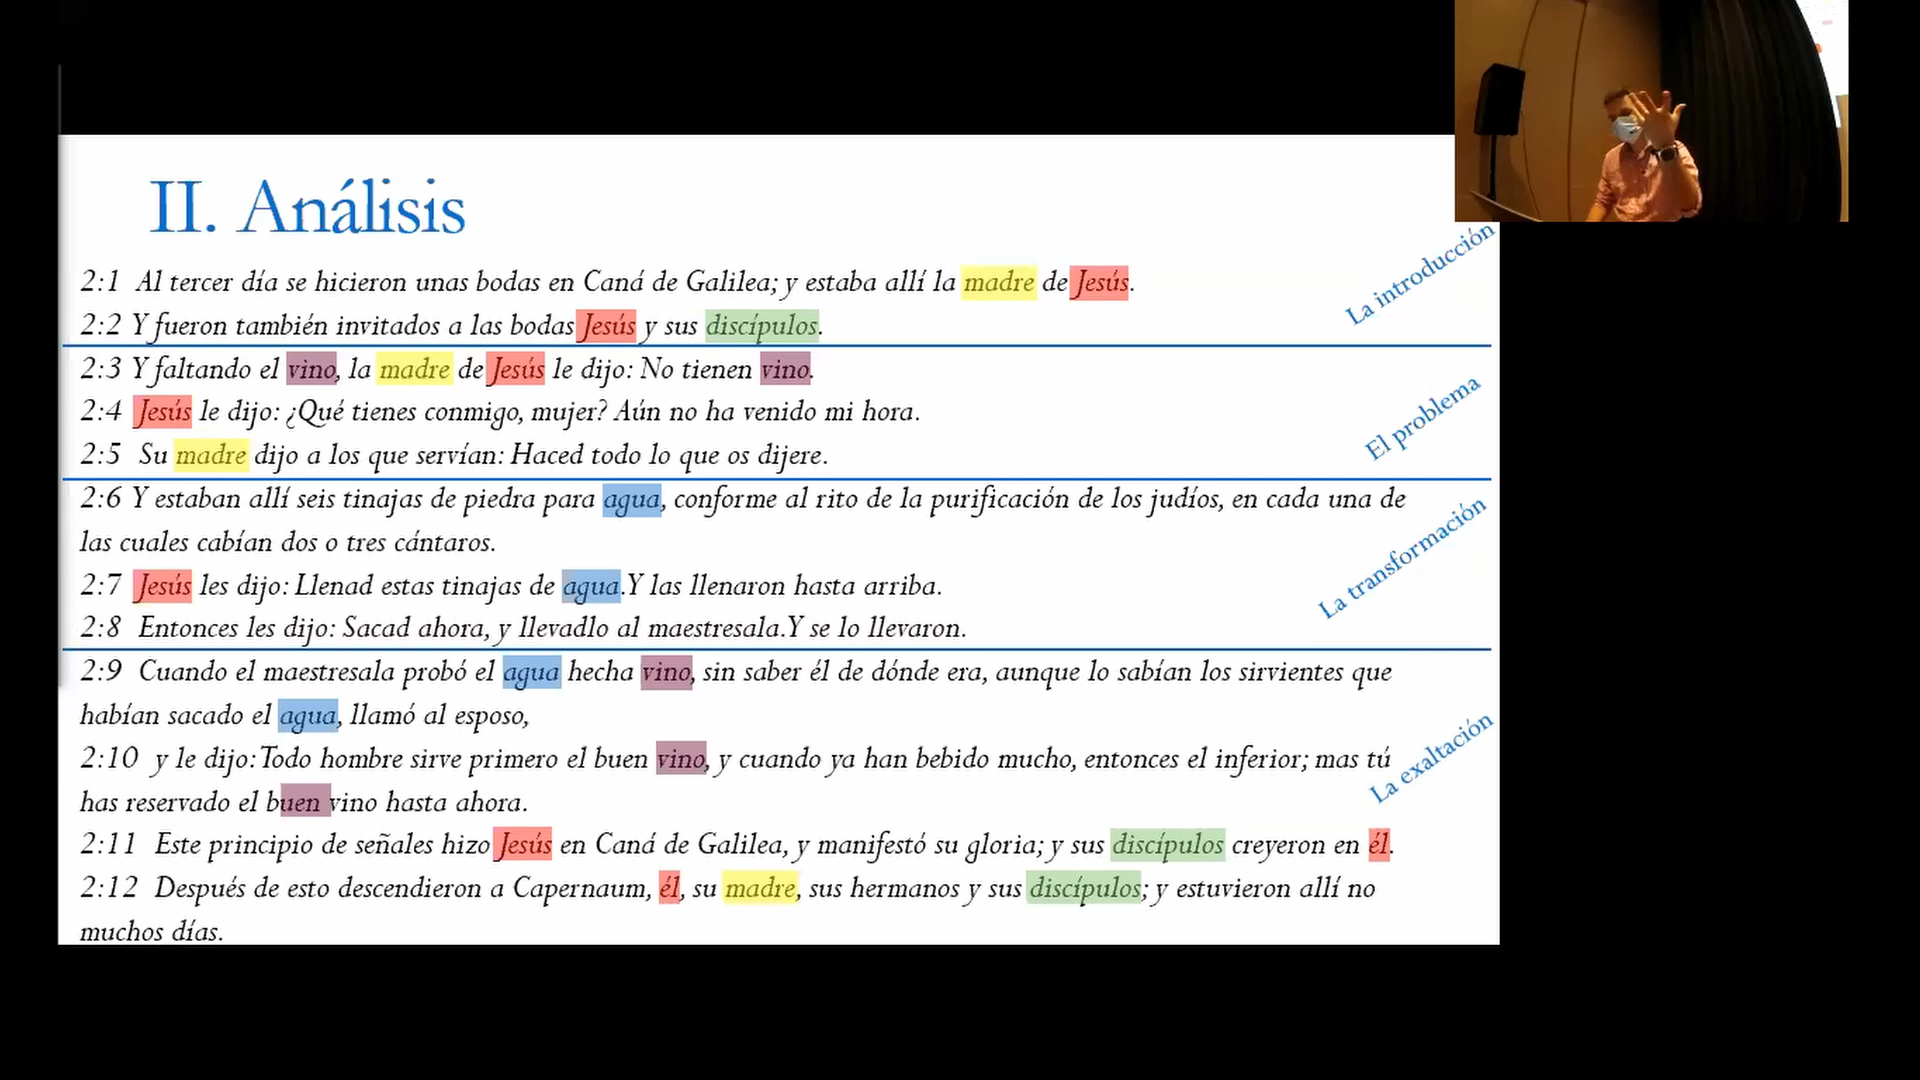 II. Análisis
2:1 Al tercer día se hicieron unas bodas en Caná de Galilea; y estaba allí la madre de Jesús.
2:2 Y fueron también invitados a las bodas Jesús y sus discípulos.
La introducción
2:3 Y faltando el vino, la madre de Jesús le dijo: No tienen vino.
2:4 Jesús le dijo: ¿Qué tienes conmigo, mujer? Aún no ha venido mi hora.
2:5 Su madre dijo a los que servían: Haced todo lo que os dijere.
El problema
2:6 Y estaban allí seis tinajas de piedra para agua, conforme al rito de la purificación de los judíos, en cada una de
las cuales cabían dos o tres cántaros.
2:7 Jesús les dijo: Llenad estas tinajas de agua. Y las llenaron hasta arriba.
2:8 Entonces les dijo: Sacad ahora, y llevadlo al maestresala. Y se lo llevaron.
La transformación
2:9 Cuando el maestresala probó el agua hecha vino, sin saber él de dónde era, aunque lo sabían los sirvientes que
habían sacado el agua, llamó al esposo,
2:10 y le dijo: Todo hombre sirve primero el buen vino, y cuando ya han bebido mucho, entonces el inferior; mas tú
has reservado el buen vino hasta ahora.
2:11 Este principio de señales hizo Jesús en Caná de Galilea, y manifestó su gloria; y sus discípulos creyeron en él.
2:12 Después de esto descendieron a Capernaum, él, su madre, sus hermanos y sus discípulos; y estuvieron allí no
muchos días.
La exaltación